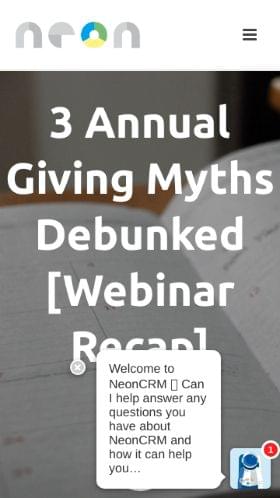 neon
3 Annual
Giving Myths
Debunked
[Webinar
Recap]
Welcome to
NeonCRM ▯ Can
I help answer any
questions you
have about
NeonCRM and
how it can help
you…
1